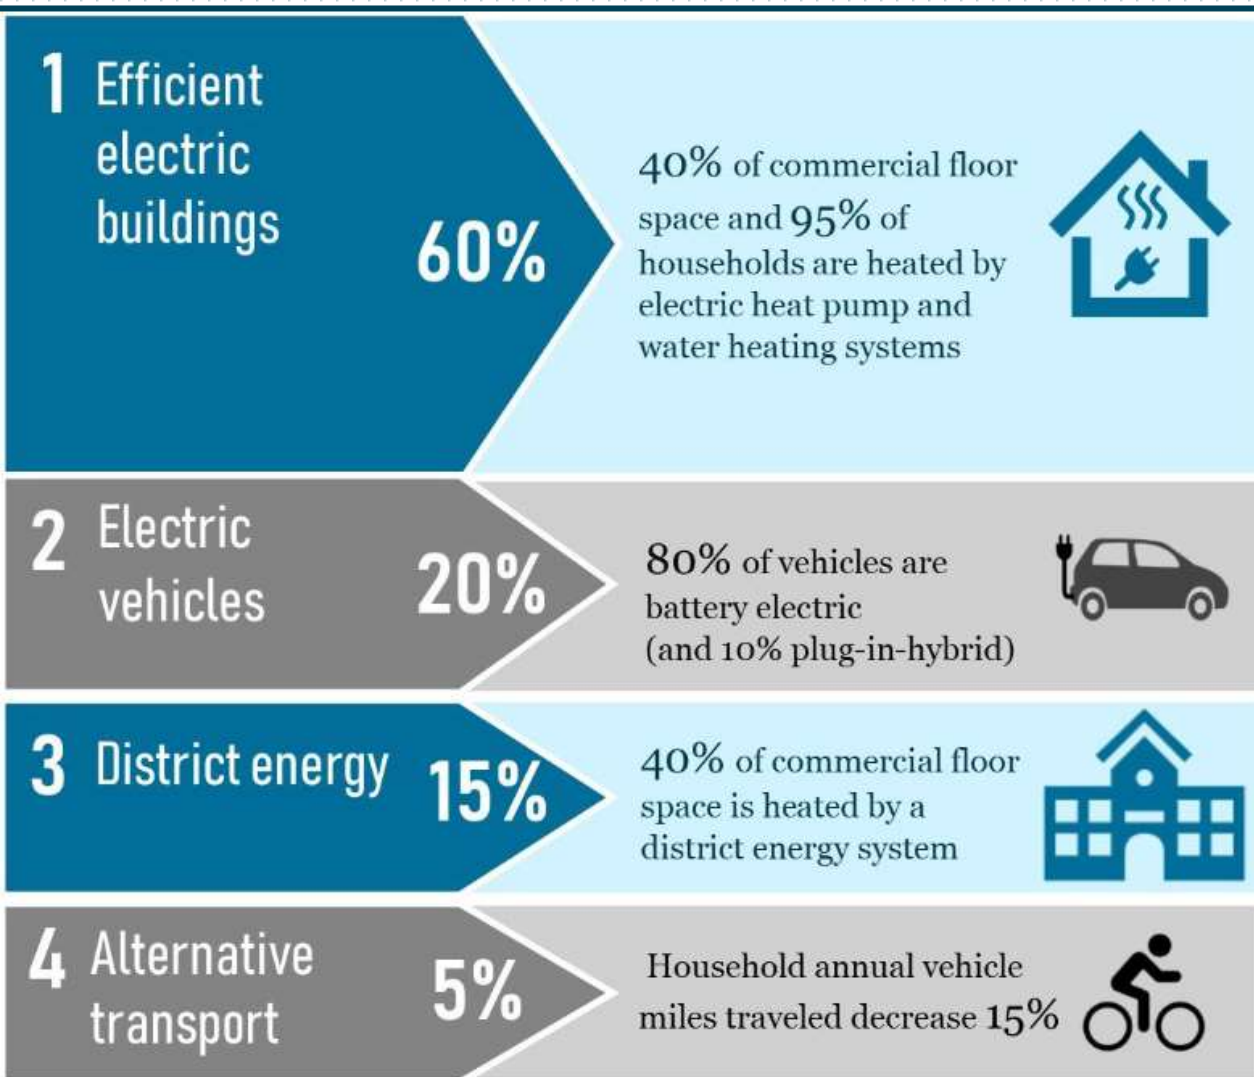 1 Efficient
electric
buildings
60%
40% of commercial floor
space and 95% of
households are heated by
electric heat pump and
water heating systems
2 Electric
vehicles
20%
80% of vehicles are
battery electric
(and 10% plug-in-hybrid)
3 District energy
15%
40% of commercial floor
space is heated by a
district energy system
4 Alternative
transport
5%
Household annual vehicle
miles traveled decrease 15%